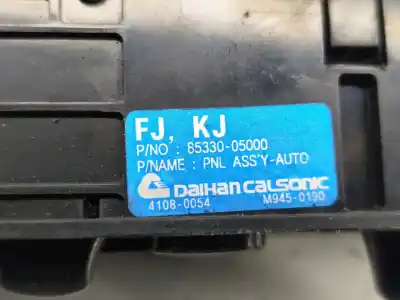 FJ, KJ
P/NO : 85330-05000
P/NAME : PNL ASS'Y-AUTO
DAIHAN CALSONIC
4108-0054 M945-0190